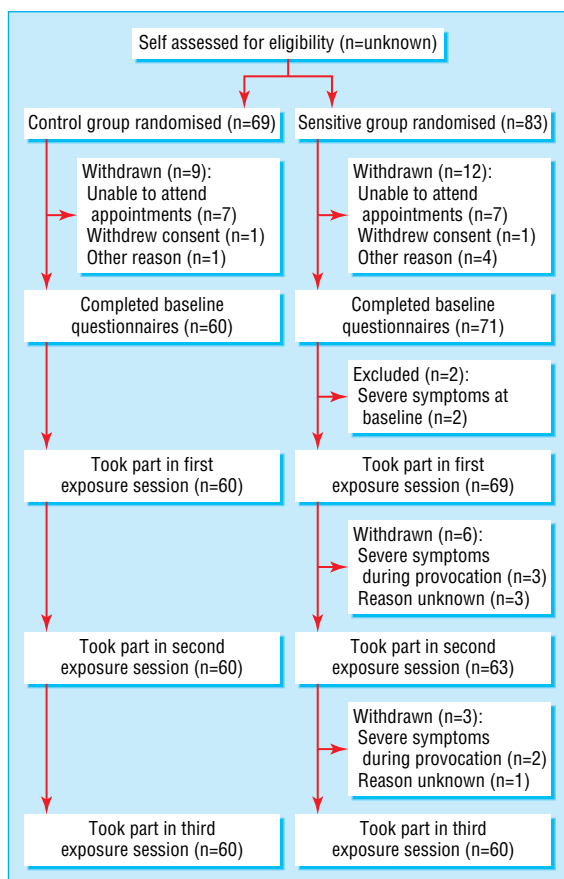 Self assessed for eligibility (n=unknown)
Control group randomised (n=69)
Sensitive group randomised (n=83)
Withdrawn (n=9):
Unable to attend
appointments (n=7)
Withdrew consent (n=1)
Other reason (n=1)
Withdrawn (n=12):
Unable to attend
appointments (n=7)
Withdrew consent (n=1)
Other reason (n=4)
Completed baseline
questionnaires (n=60)
Completed baseline
questionnaires (n=71)
Excluded (n=2):
Severe symptoms at
baseline (n=2)
Took part in first
exposure session (n=60)
Took part in first
exposure session (n=69)
Withdrawn (n=6):
Severe symptoms
during provocation (n=3)
Reason unknown (n=3)
Took part in second
exposure session (n=60)
Took part in second
exposure session (n=63)
Withdrawn (n=3):
Severe symptoms
during provocation (n=2)
Reason unknown (n=1)
Took part in third
exposure session (n=60)
Took part in third
exposure session (n=60)